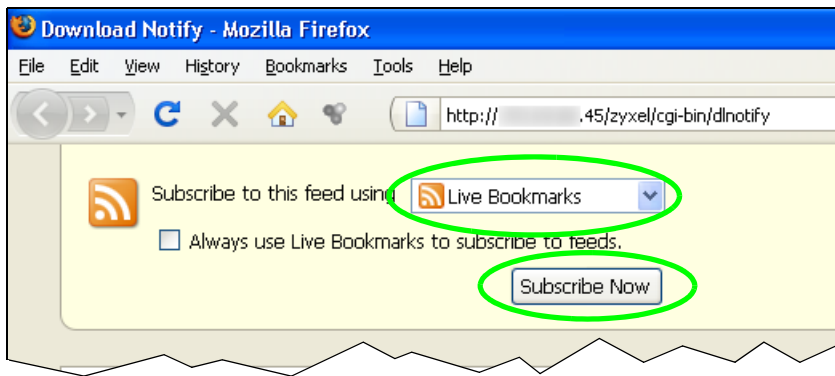 Download Notify - Mozilla Firefox
File Edit View History Bookmarks Tools Help
http:// .45/zyxel/cgi-bin/dlnotify
Subscribe to this feed using Live Bookmarks
Always use Live Bookmarks to subscribe to feeds.
Subscribe Now